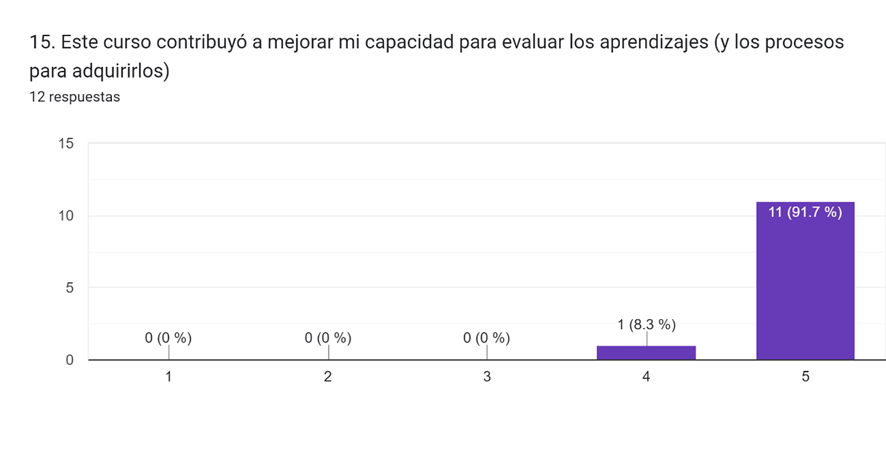 15. Este curso contribuyó a mejorar mi capacidad para evaluar los aprendizajes (y los procesos
para adquirirlos)
12 respuestas
15
10
5
0
0 (0 %)
0 (0 %)
0 (0 %)
1 (8.3 %)
11 (91.7 %)
1
2
3
4
5